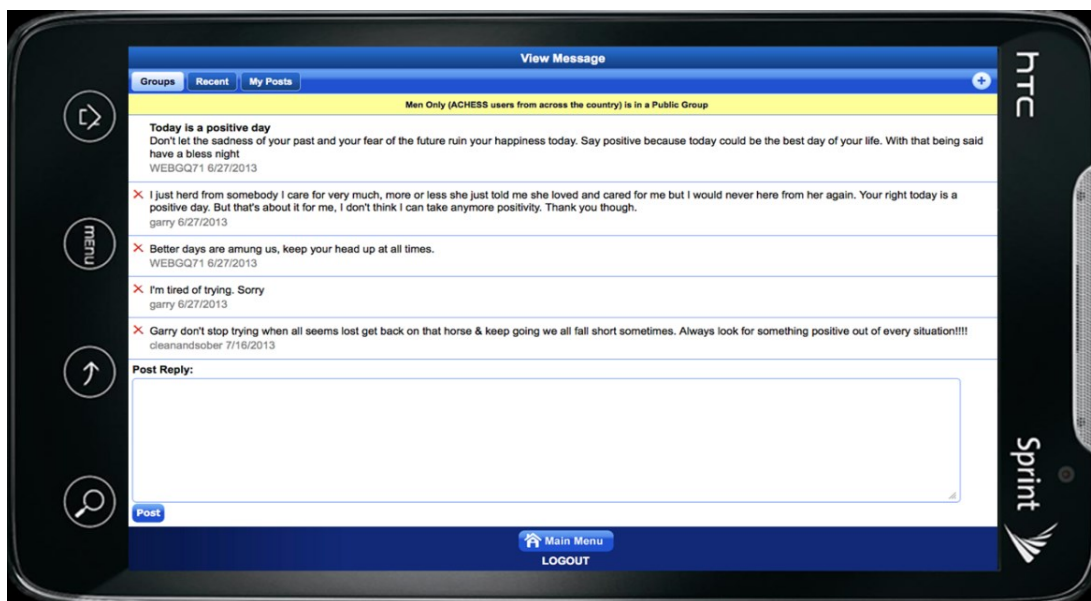 View Message
Groups Recent My Posts
Men Only (ACHESS users from across the country) is in a Public Group
Today is a positive day
Don't let the sadness of your past and your fear of the future ruin your happiness today. Say positive because today could be the best day of your life. With that being said
have a bless night
WEBGQ71 6/27/2013
I just herd from somebody I care for very much, more or less she just told me she loved and cared for me but I would never here from her again. Your right today is a
positive day. But that's about it for me, I don't think I can take anymore positivity. Thank you though.
garry 6/27/2013
Better days are amung us, keep your head up at all times.
WEBGQ71 6/27/2013
I'm tired of trying. Sorry
garry 6/27/2013
Garry don't stop trying when all seems lost get back on that horse & keep going we all fall short sometimes. Always look for something positive out of every situation!!!!
cleanandsober 7/16/2013
Post Reply:
Post
Main Menu
LOGOUT
menu
hTC
Sprint